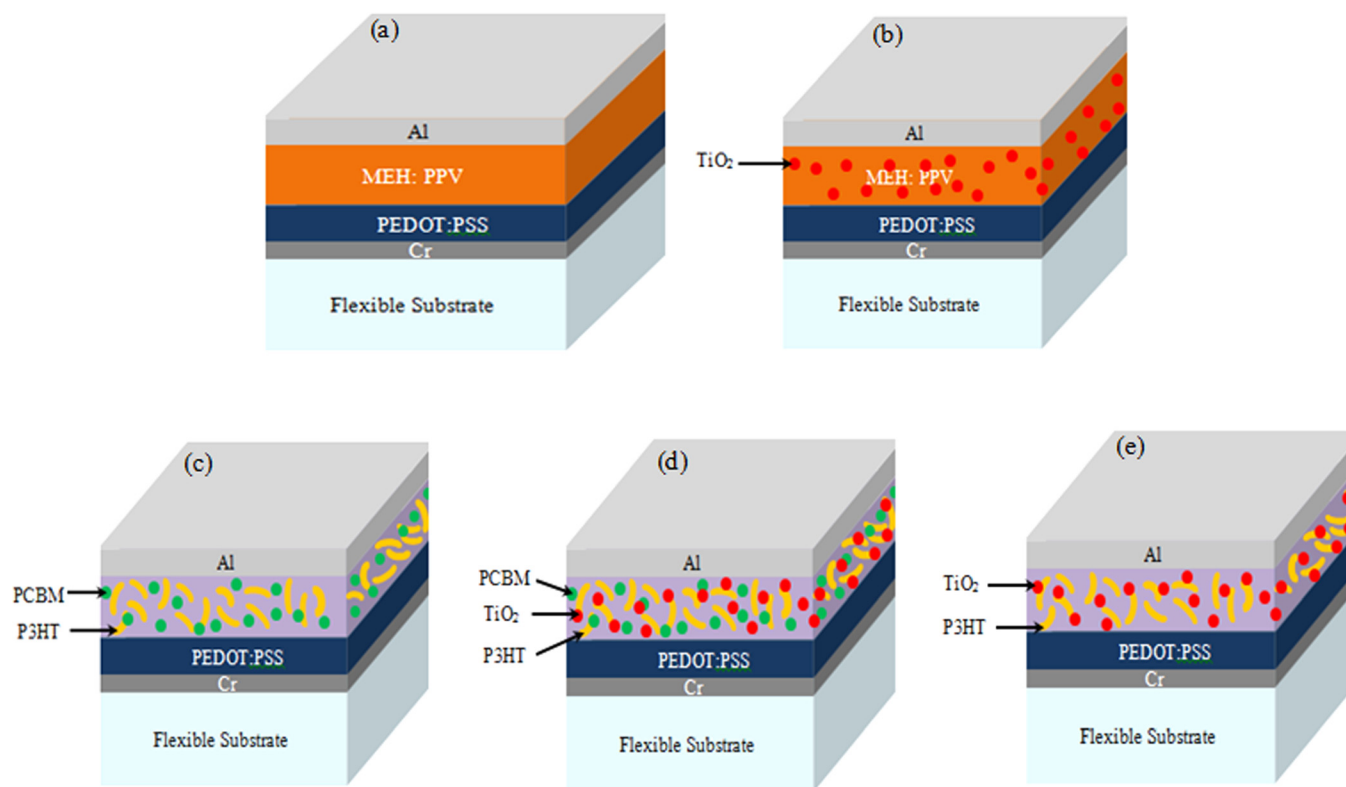 (a)
Al
MEH: PPV
PEDOT:PSS
Cr
Flexible Substrate
(b)
TiO₂
Al
MEH: PPV
PEDOT:PSS
Cr
Flexible Substrate
(c)
Al
PCBM
P3HT
PEDOT:PSS
Cr
Flexible Substrate
(d)
Al
PCBM
TiO₂
P3HT
PEDOT:PSS
Cr
Flexible Substrate
(e)
Al
TiO₂
P3HT
PEDOT:PSS
Cr
Flexible Substrate